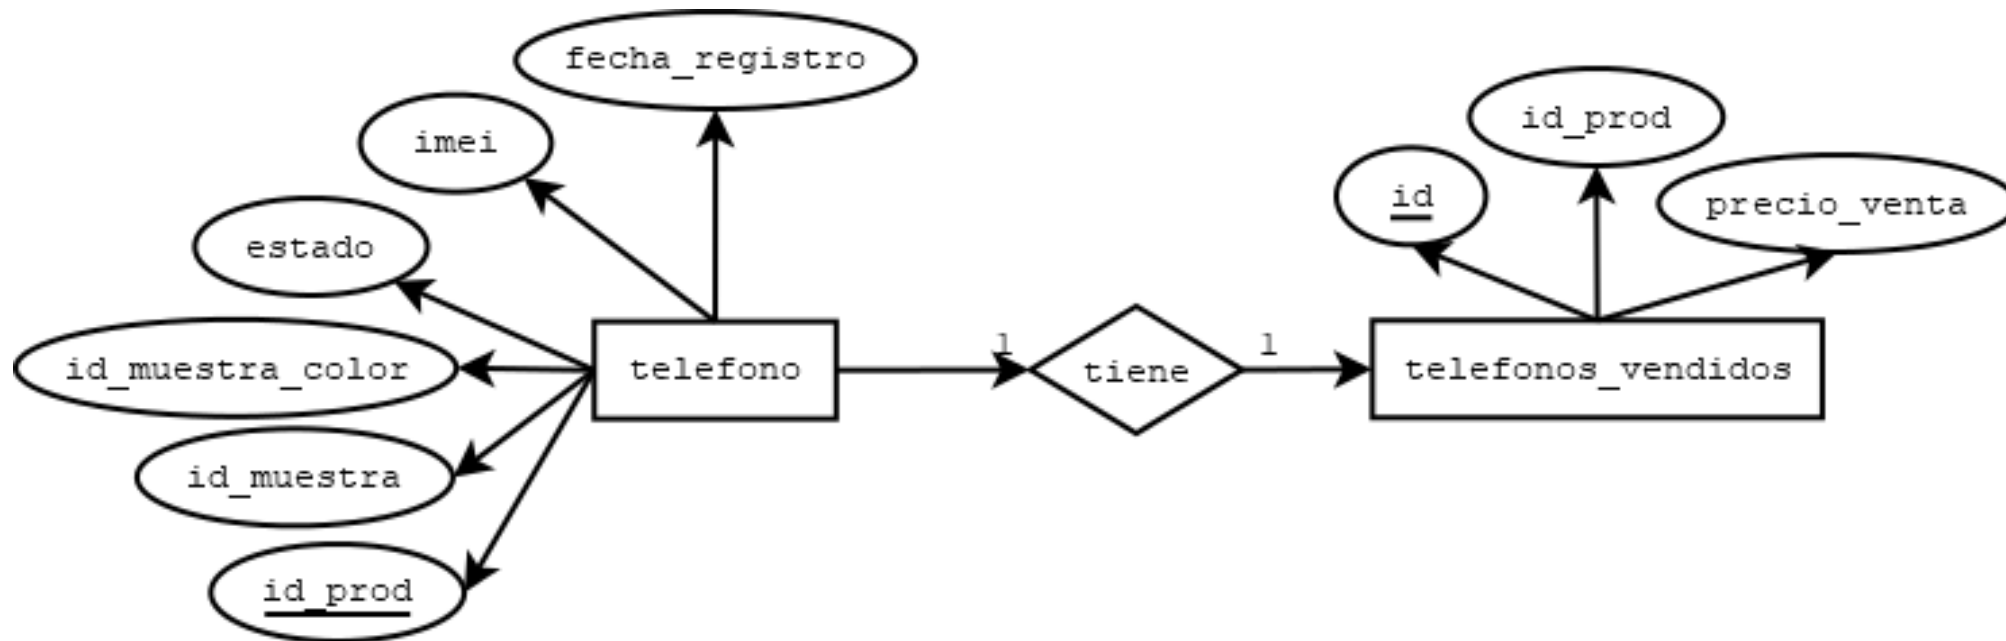 fecha_registro
imei
estado
id_muestra_color
id_muestra
id_prod
telefono
1
tiene
1
id
id_prod
precio_venta
telefonos_vendidos